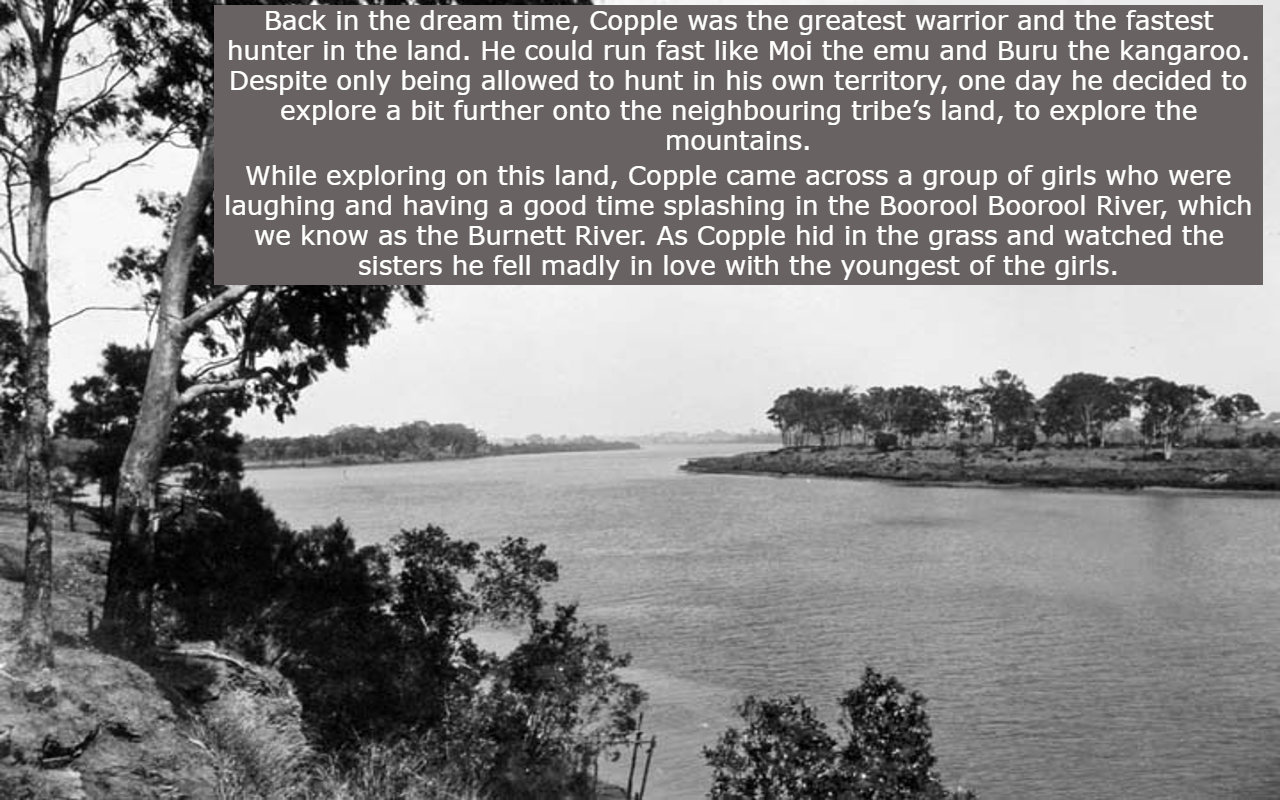 Back in the dream time, Copple was the greatest warrior and the fastest
hunter in the land. He could run fast like Moi the emu and Buru the kangaroo.
Despite only being allowed to hunt in his own territory, one day he decided to
explore a bit further onto the neighbouring tribe’s land, to explore the
mountains.
While exploring on this land, Copple came across a group of girls who were
laughing and having a good time splashing in the Boorool Boorool River, which
we know as the Burnett River. As Copple hid in the grass and watched the
sisters he fell madly in love with the youngest of the girls.